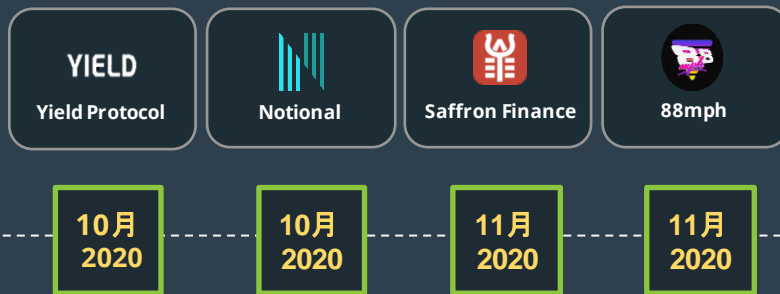 YIELD
Yield Protocol
Notional
Saffron Finance
88mph
88mph
10月
2020
10月
2020
11月
2020
11月
2020